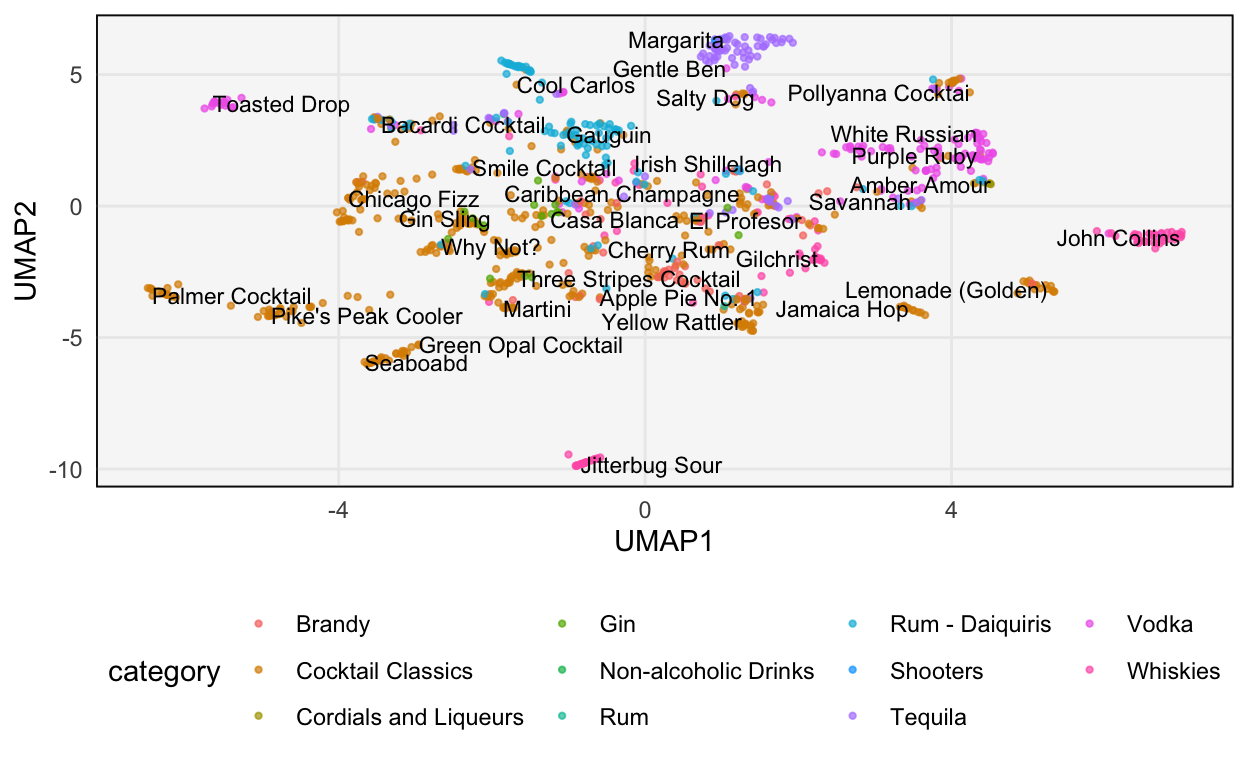 Margarita
Gentle Ben
Cool Carlos
Salty Dog
Pollyanna Cocktai
Toasted Drop
Bacardi Cocktail
Gauguin
White Russian
Purple Ruby
Smile Cocktail
Irish Shillelagh
Amber Amour
Chicago Fizz
Caribbean Champagne
Savannah
Gin Sling
Casa Blanca
El Profesor
John Collins
Why Not?
Cherry Rum
Gilchrist
Three Stripes Cocktail
Lemonade (Golden)
Palmer Cocktail
Apple Pie No. 1
Martini
Jamaica Hop
Pike's Peak Cooler
Yellow Rattler
Green Opal Cocktail
Seaboabd
Jitterbug Sour
5
0
-5
-10
UMAP2
-4 0 4
UMAP1
category
Brandy Gin Rum - Daiquiris Vodka
Cocktail Classics Non-alcoholic Drinks Shooters Whiskies
Cordials and Liqueurs Rum Tequila